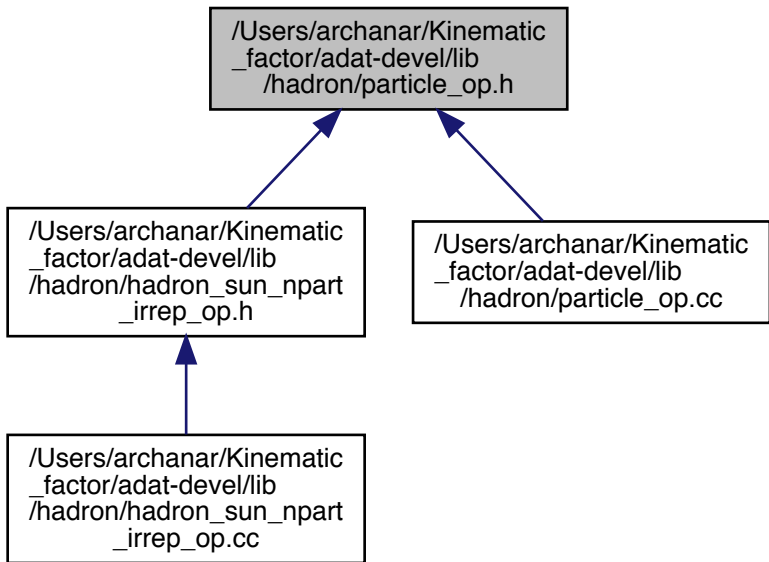 /Users/archanar/Kinematic
_factor/adat-devel/lib
/hadron/particle_op.h
/Users/archanar/Kinematic
_factor/adat-devel/lib
/hadron/hadron_sun_npart
_irrep_op.h
/Users/archanar/Kinematic
_factor/adat-devel/lib
/hadron/particle_op.cc
/Users/archanar/Kinematic
_factor/adat-devel/lib
/hadron/hadron_sun_npart
_irrep_op.cc